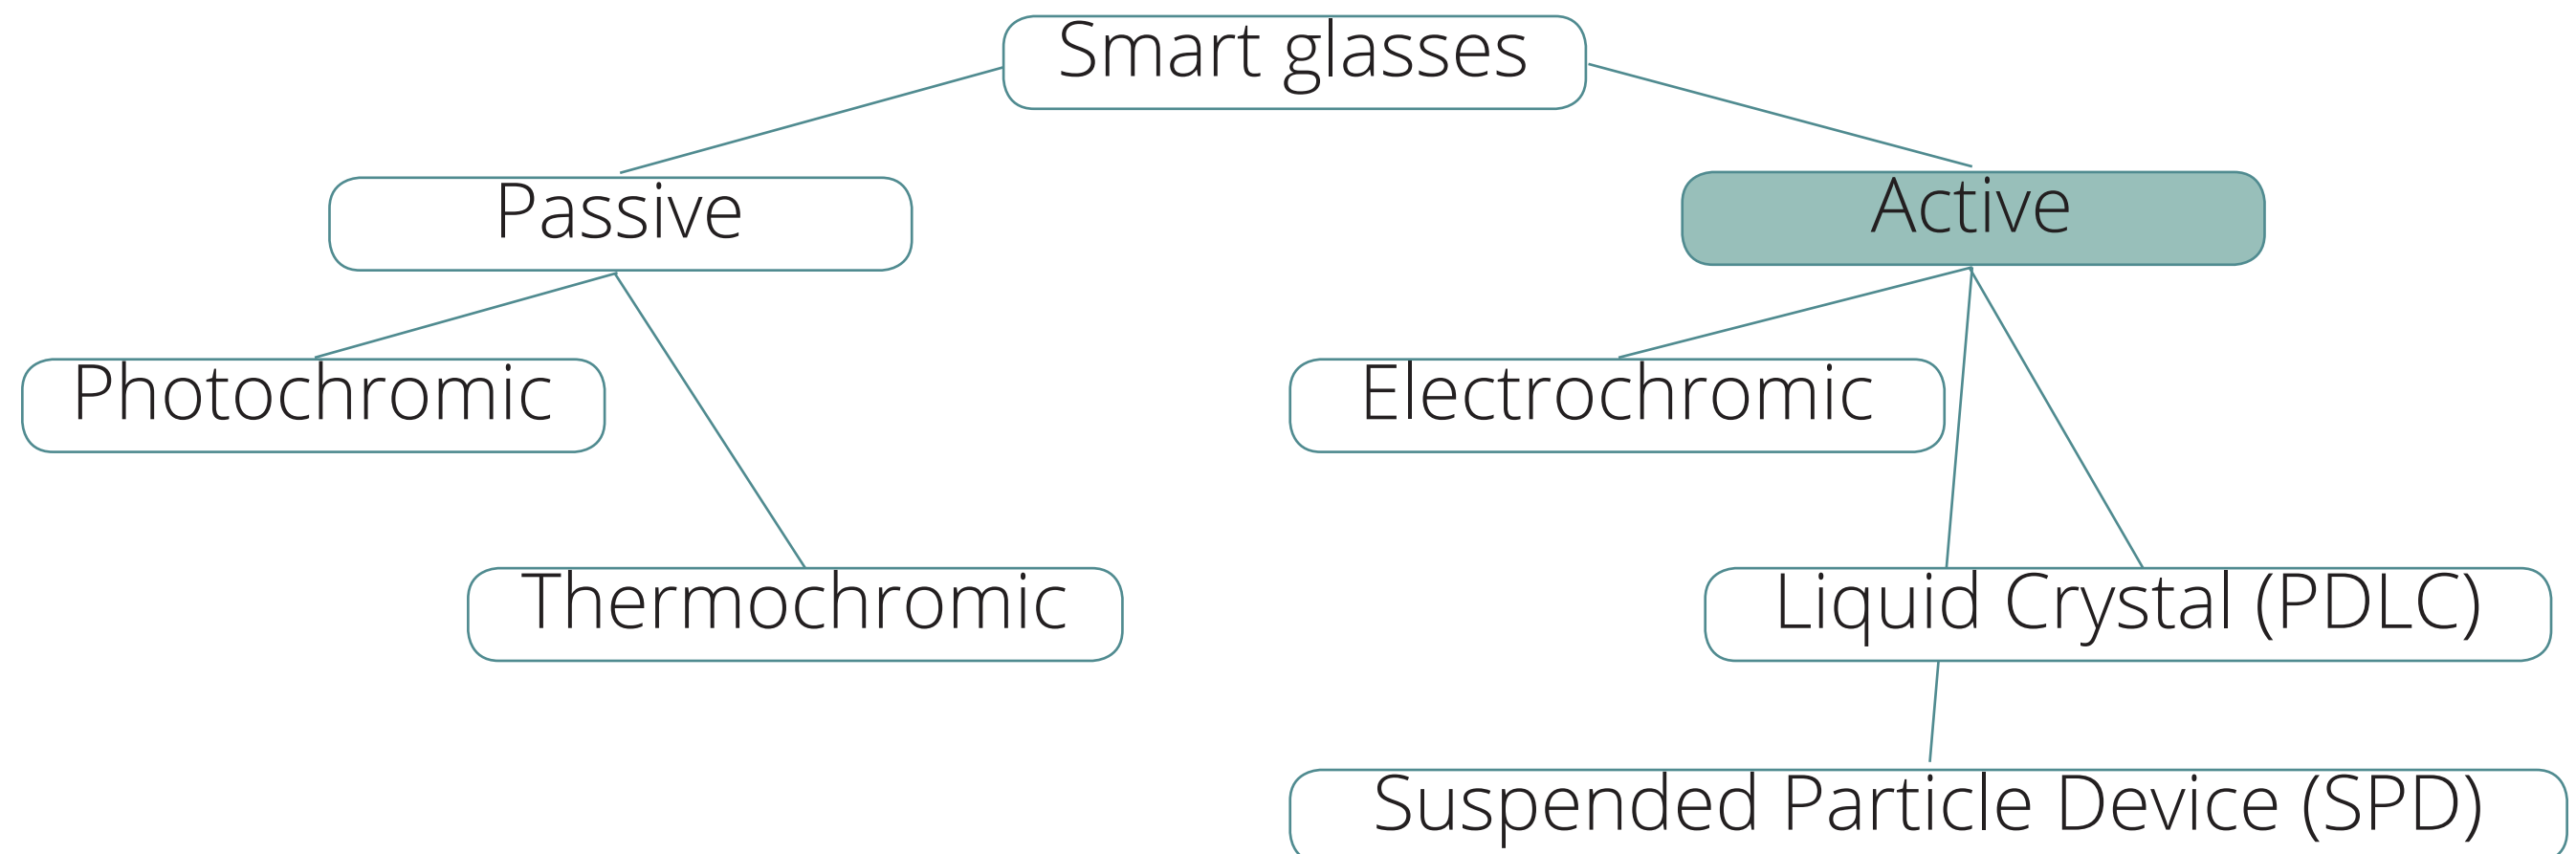 Smart glasses
Passive
Active
Photochromic
Electrochromic
Thermochromic
Liquid Crystal (PDLC)
Suspended Particle Device (SPD)